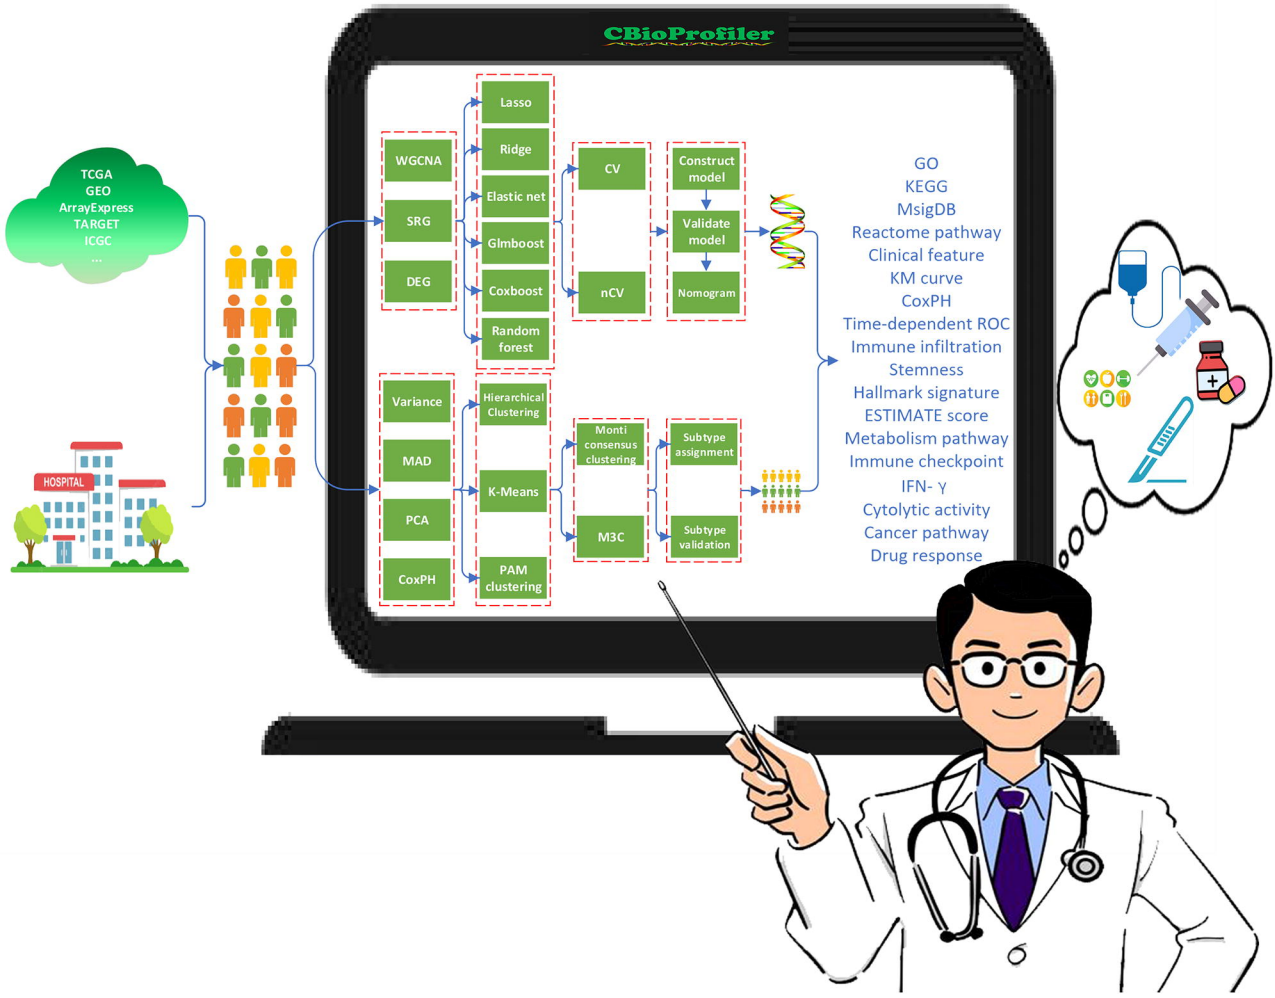 CBioProfiler
TCGA
GEO
ArrayExpress
TARGET
ICGC
...
HOSPITAL
WGCNA
SRG
DEG
Lasso
Ridge
Elastic net
Glmboost
Coxboost
Random
forest
CV
nCV
Construct
model
Validate
model
Nomogram
Variance
MAD
PCA
CoxPH
Hierarchical
Clustering
K-Means
PAM
clustering
Monti
consensus
clustering
M3C
Subtype
assignment
Subtype
validation
GO
KEGG
MsigDB
Reactome pathway
Clinical feature
KM curve
CoxPH
Time-dependent ROC
Immune infiltration
Stemness
Hallmark signature
ESTIMATE score
Metabolism pathway
Immune checkpoint
IFN- γ
Cytolytic activity
Cancer pathway
Drug response